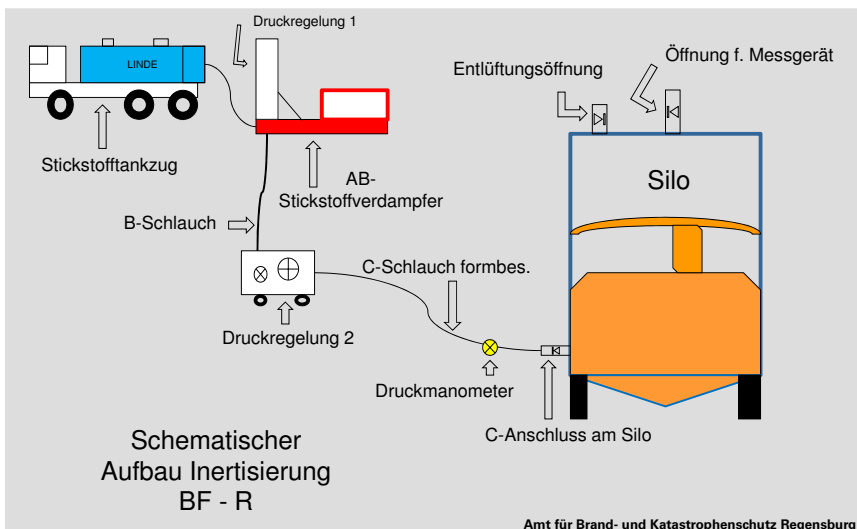 Druckregelung 1
LINDE
Entlüftungsöffnung
Öffnung f. Messgerät
Stickstofftankzug
AB-
Stickstoffverdampfer
Silo
B-Schlauch
C-Schlauch formbes.
Druckregelung 2
Druckmanometer
C-Anschluss am Silo
Schematischer
Aufbau Inertisierung
BF - R
Amt für Brand- und Katastrophenschutz Regensburg